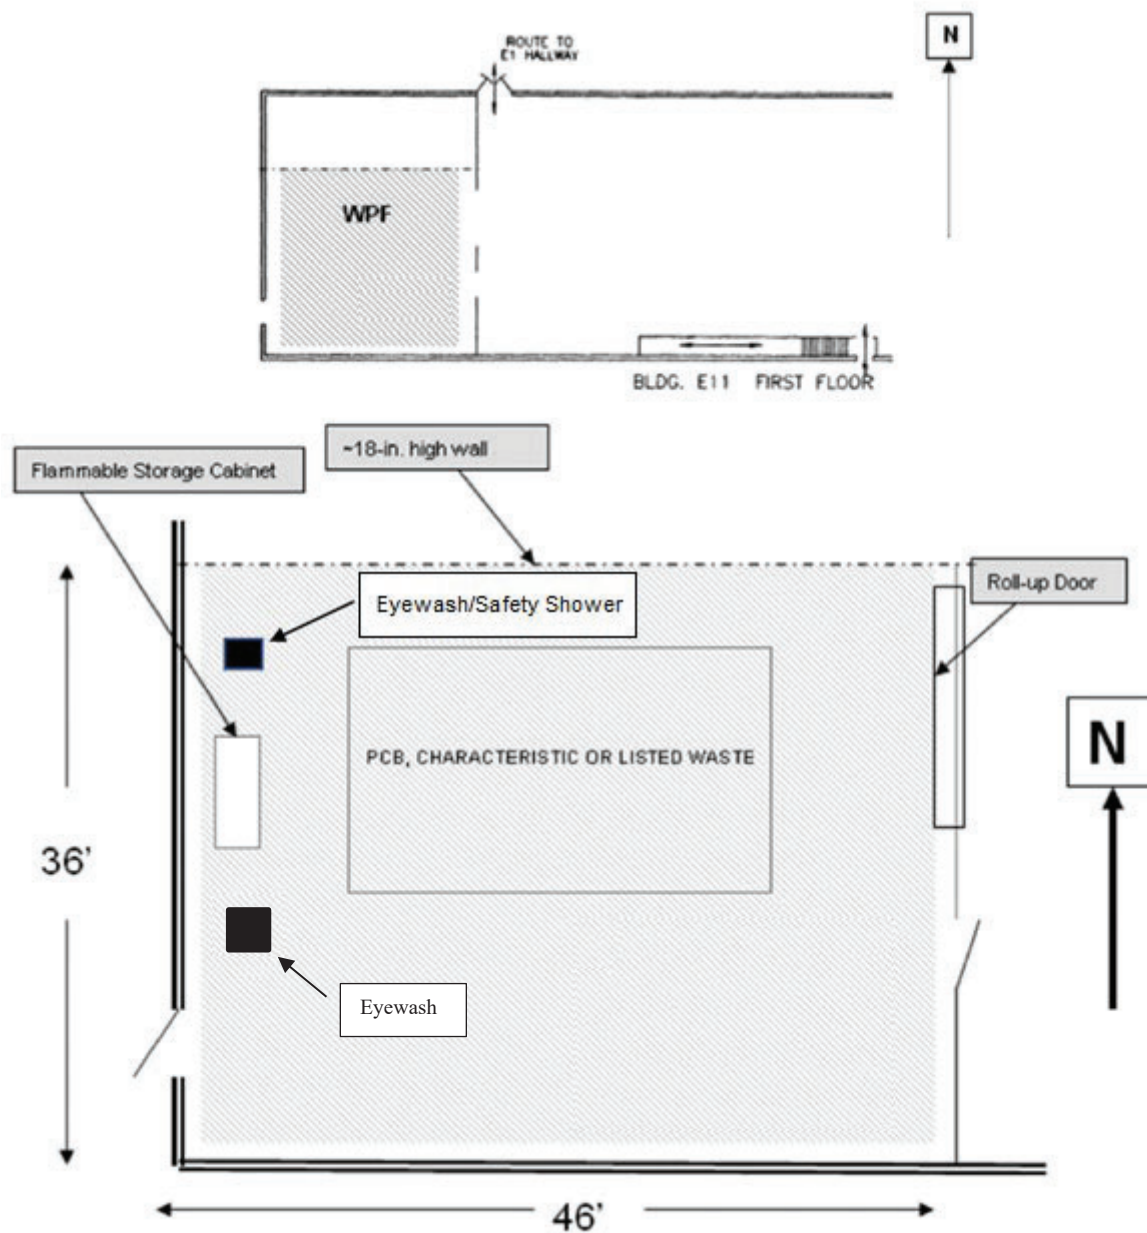 ROUTE TO
E1 HALLWAY
N
WPF
BLDG. E11 FIRST FLOOR
~18-in. high wall
Flammable Storage Cabinet
Roll-up Door
Eyewash/Safety Shower
N
PCB, CHARACTERISTIC OR LISTED WASTE
36'
Eyewash
46'